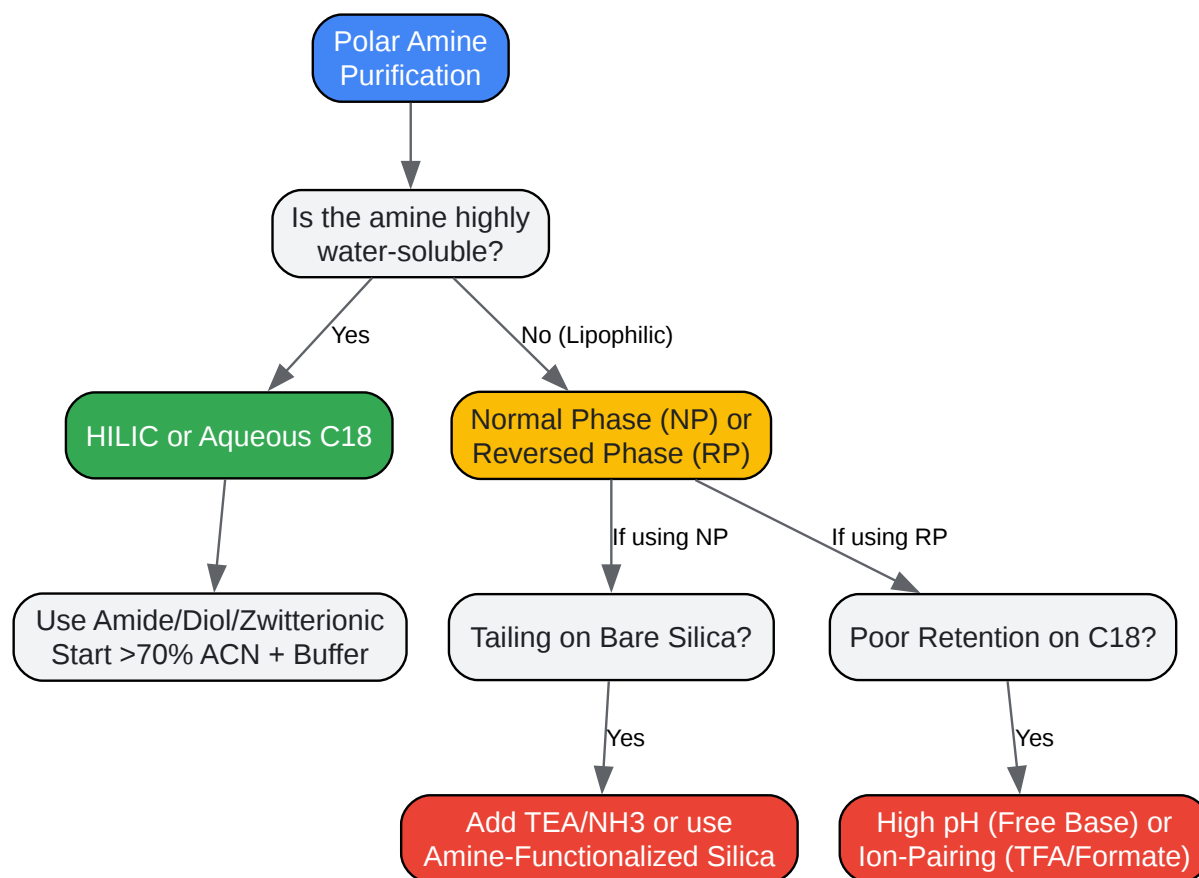 Polar Amine
Purification
Is the amine highly
water-soluble?
Yes
No (Lipophilic)
HILIC or Aqueous C18
Normal Phase (NP) or
Reversed Phase (RP)
If using NP
If using RP
Use Amide/Diol/Zwitterionic
Start >70% ACN + Buffer
Tailing on Bare Silica?
Poor Retention on C18?
Yes
Yes
Add TEA/NH3 or use
Amine-Functionalized Silica
High pH (Free Base) or
Ion-Pairing (TFA/Formate)